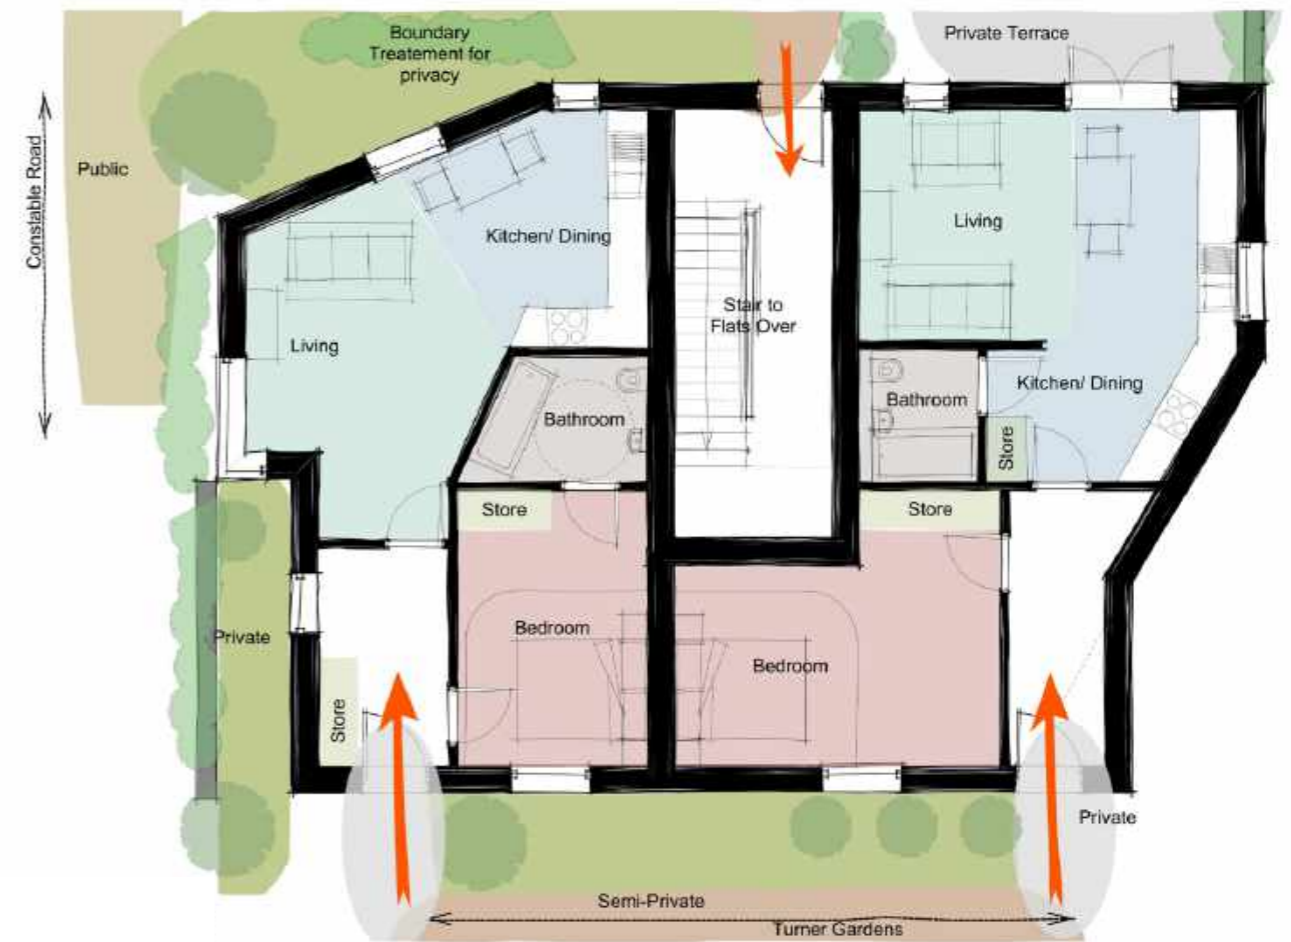 Boundary
Treatement for
privacy
Private Terrace
Constable Road
Public
Kitchen/ Dining
Living
Living
Stair to
Flats Over
Kitchen/ Dining
Bathroom
Bathroom
Store
Store
Store
Private
Bedroom
Bedroom
Store
Private
Semi-Private
Turner Gardens